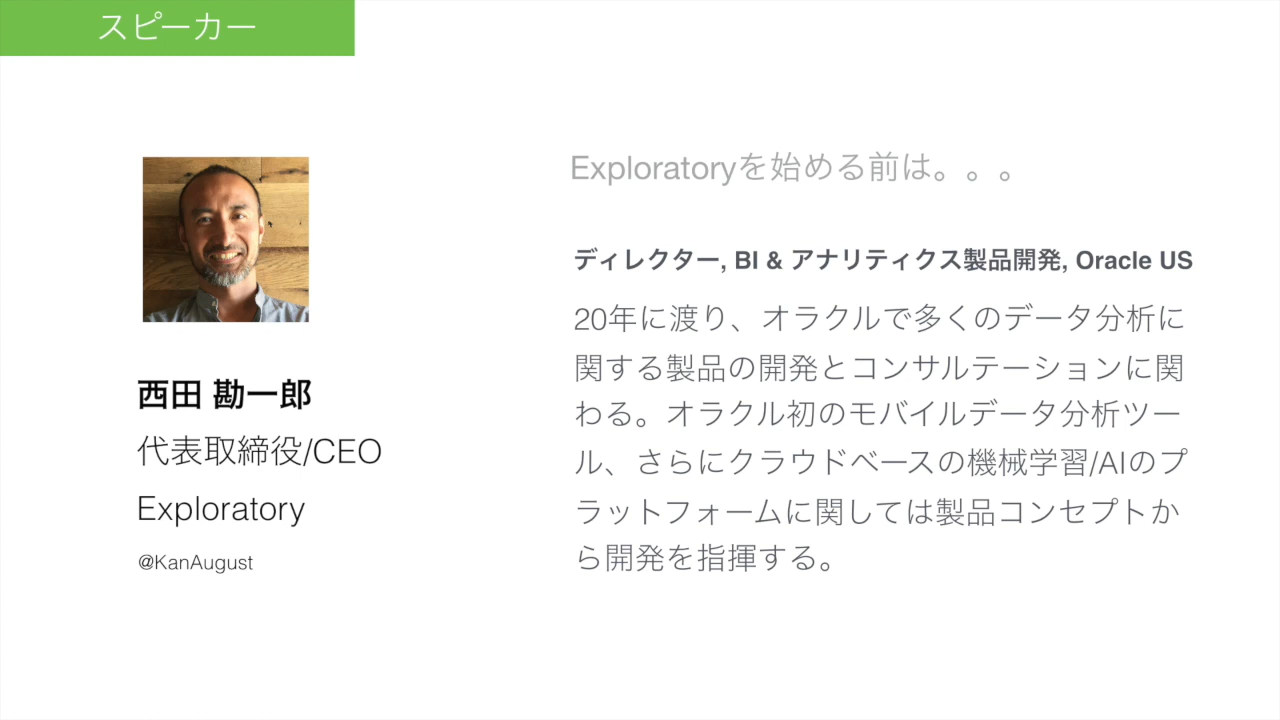 スピーカー
西田 勘一郎
代表取締役/CEO
Exploratory
@KanAugust
Exploratoryを始める前は。。。
ディレクター, BI & アナリティクス製品開発, Oracle US
20年に渡り、オラクルで多くのデータ分析に
関する製品の開発とコンサルテーションに関
わる。オラクル初のモバイルデータ分析ツー
ル、さらにクラウドベースの機械学習/AIのプ
ラットフォームに関しては製品コンセプトか
ら開発を指揮する。